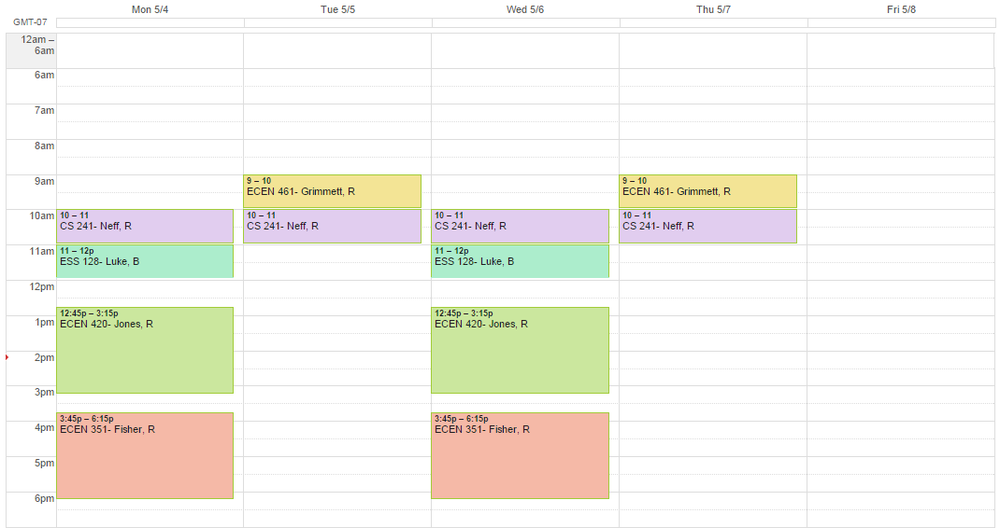 Mon 5/4 Tue 5/5 Wed 5/6 Thu 5/7 Fri 5/8
GMT-07
12am –
6am
6am
7am
8am
9am
9 – 10
ECEN 461- Grimmett, R
9 – 10
ECEN 461- Grimmett, R
10am
10 – 11
CS 241- Neff, R
10 – 11
CS 241- Neff, R
10 – 11
CS 241- Neff, R
10 – 11
CS 241- Neff, R
11am
11 – 12p
ESS 128- Luke, B
11 – 12p
ESS 128- Luke, B
12pm
12:45p – 3:15p
ECEN 420- Jones, R
12:45p – 3:15p
ECEN 420- Jones, R
1pm
2pm
3pm
3:45p – 6:15p
ECEN 351- Fisher, R
3:45p – 6:15p
ECEN 351- Fisher, R
4pm
5pm
6pm